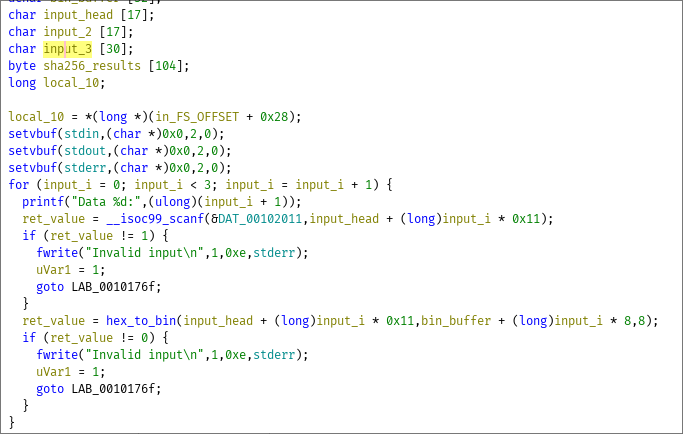 char input_head [17];
char input_2 [17];
char input_3 [30];
byte sha256_results [104];
long local_10;
local_10 = *(long *)(in_FS_OFFSET + 0x28);
setvbuf(stdin,(char *)0x0,2,0);
setvbuf(stdout,(char *)0x0,2,0);
setvbuf(stderr,(char *)0x0,2,0);
for (input_i = 0; input_i < 3; input_i = input_i + 1) {
  printf("Data %d:",(ulong)(input_i + 1));
  ret_value = __isoc99_scanf(&DAT_00102011,input_head + (long)input_i * 0x11);
  if (ret_value != 1) {
    fwrite("Invalid input\n",1,0xe,stderr);
    uVar1 = 1;
    goto LAB_0010176f;
  }
  ret_value = hex_to_bin(input_head + (long)input_i * 0x11,bin_buffer + (long)input_i * 8,8);
  if (ret_value != 0) {
    fwrite("Invalid input\n",1,0xe,stderr);
    uVar1 = 1;
    goto LAB_0010176f;
  }
}